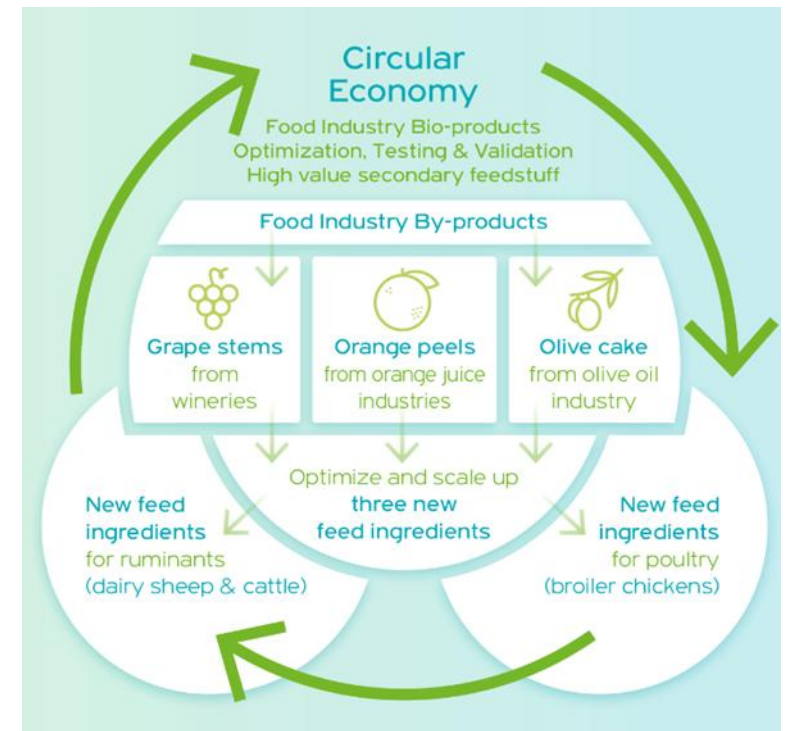 Circular
Economy
Food Industry Bio-products
Optimization, Testing & Validation
High value secondary feedstuff
Food Industry By-products
Grape stems
from
wineries
Orange peels
from orange juice
industries
Olive cake
from olive oil
industry
Optimize and scale up
three new
feed ingredients
New feed
ingredients
for ruminants
(dairy sheep & cattle)
New feed
ingredients
for poultry
(broiler chickens)